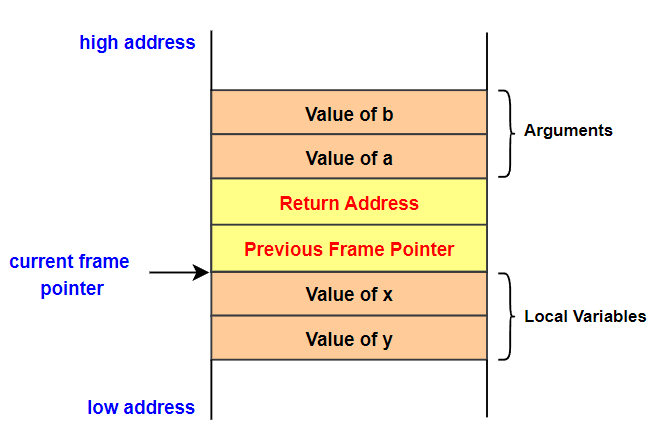 high address
Value of b
Arguments
Value of a
Return Address
Previous Frame Pointer
current frame
pointer
Value of x
Local Variables
Value of y
low address